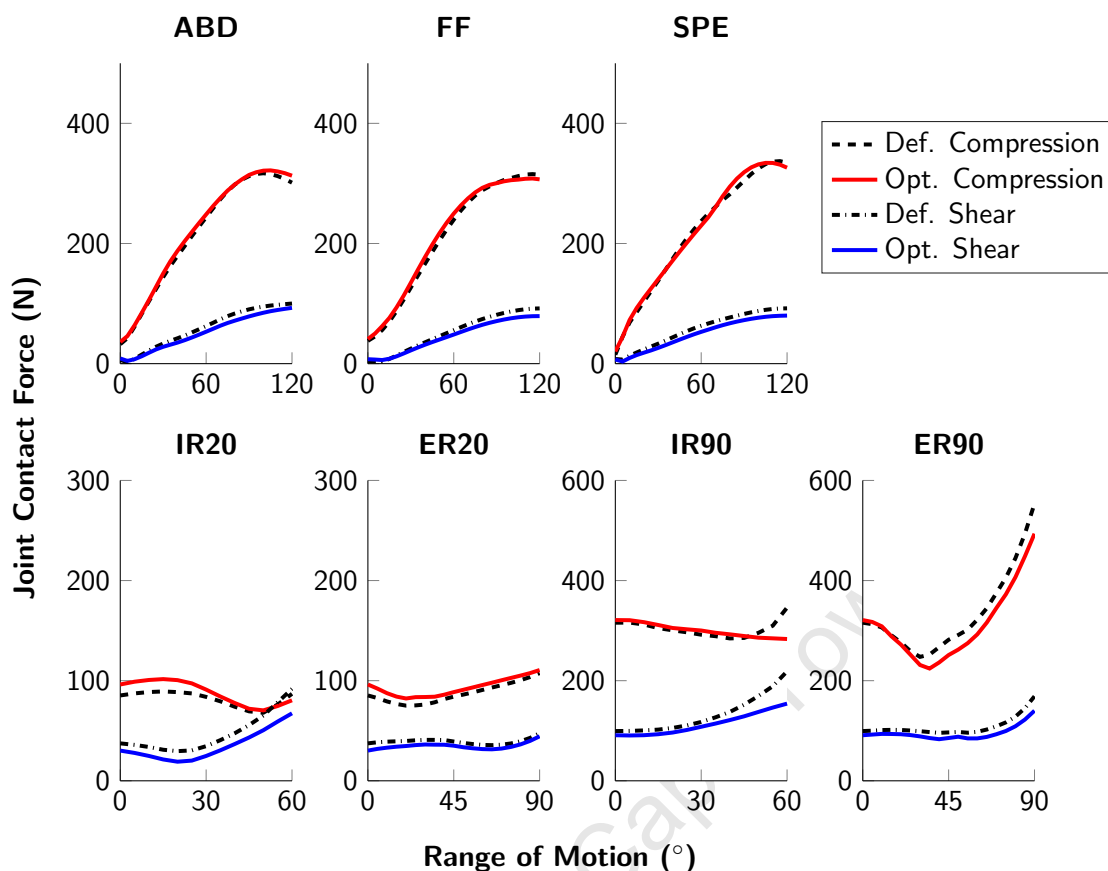 ABD FF SPE
400 400 400
200 200 200
0 0 0
0 60 120 0 60 120 0 60 120
Def. Compression
Opt. Compression
Def. Shear
Opt. Shear
Joint Contact Force (N)
IR20 ER20 IR90 ER90
300 300 600 600
200 200 400 400
100 100 200 200
0 0 0 0
0 30 60 0 45 90 0 30 60 0 45 90
Range of Motion (°)